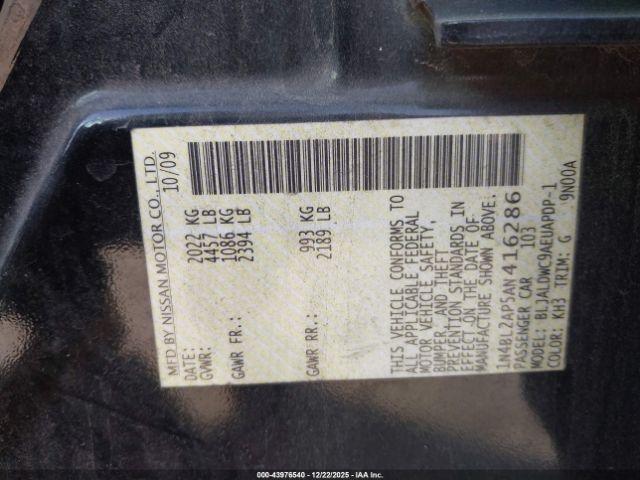 MFD BY NISSAN MOTOR CO., LTD.
DATE: 10/09
GVWR: 2022 KG
4457 LB
GAWR FR: 1086 KG
2394 LB
GAWR RR: 993 KG
2189 LB
THIS VEHICLE CONFORMS TO
ALL APPLICABLE FEDERAL
MOTOR VEHICLE SAFETY,
BUMPER, AND THEFT
PREVENTION STANDARDS IN
EFFECT ON THE DATE OF
MANUFACTURE SHOWN ABOVE.
1N4BL2AP5AN416286
PASSENGER CAR 103
MODEL: BLJALDWC9AEUAPDP-1
COLOR: KH3 TRIM: G 9N00A
000-43976540 - 12/22/2025 - IAAI.COM